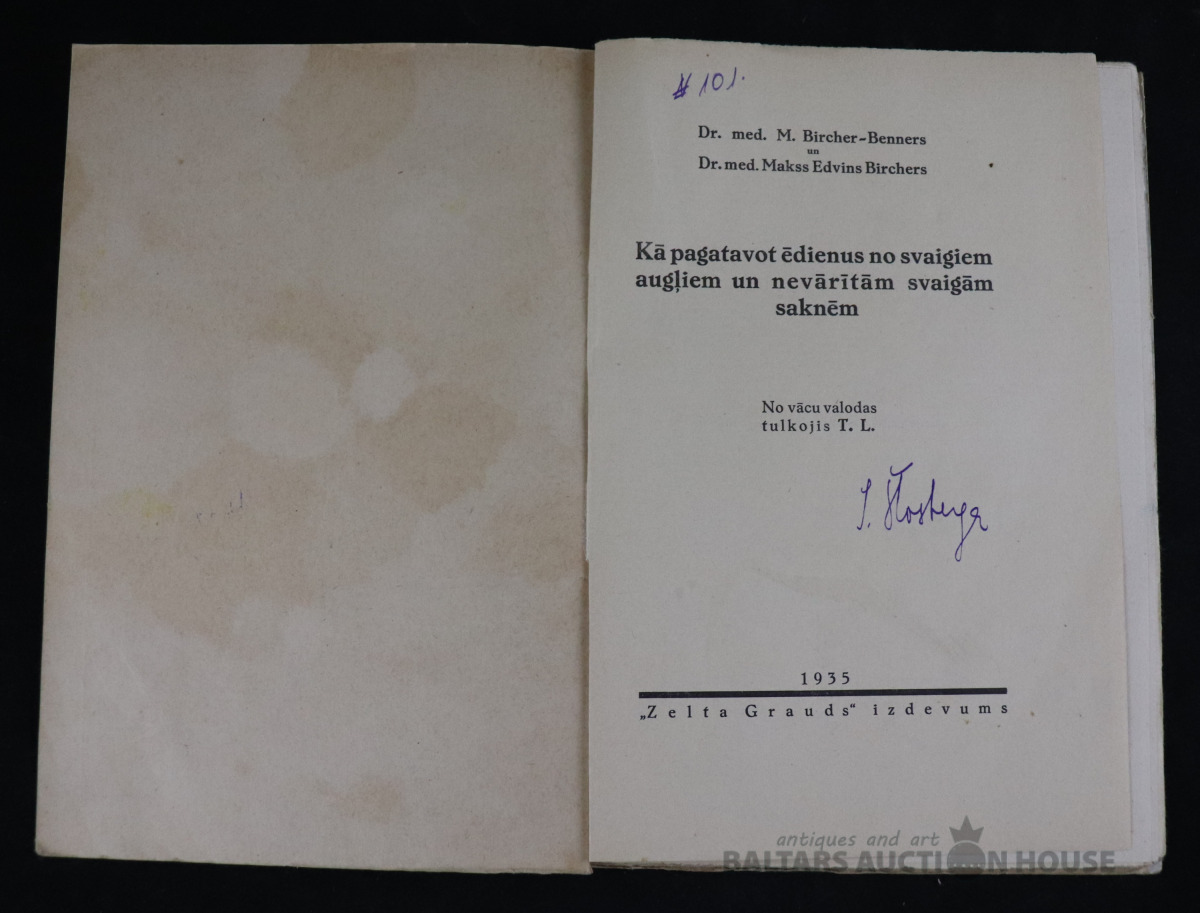 # 101.
Dr. med. M. Bircher-Benners
un
Dr. med. Makss Edvins Birchers
Kā pagatavot ēdienus no svaigiem
augļiem un nevārītām svaigām
saknēm
No vācu valodas
tulkojis T. L.
1935
„Zelta Grauds“ izdevums
antiques and art
BALTARS AUCTION HOUSE